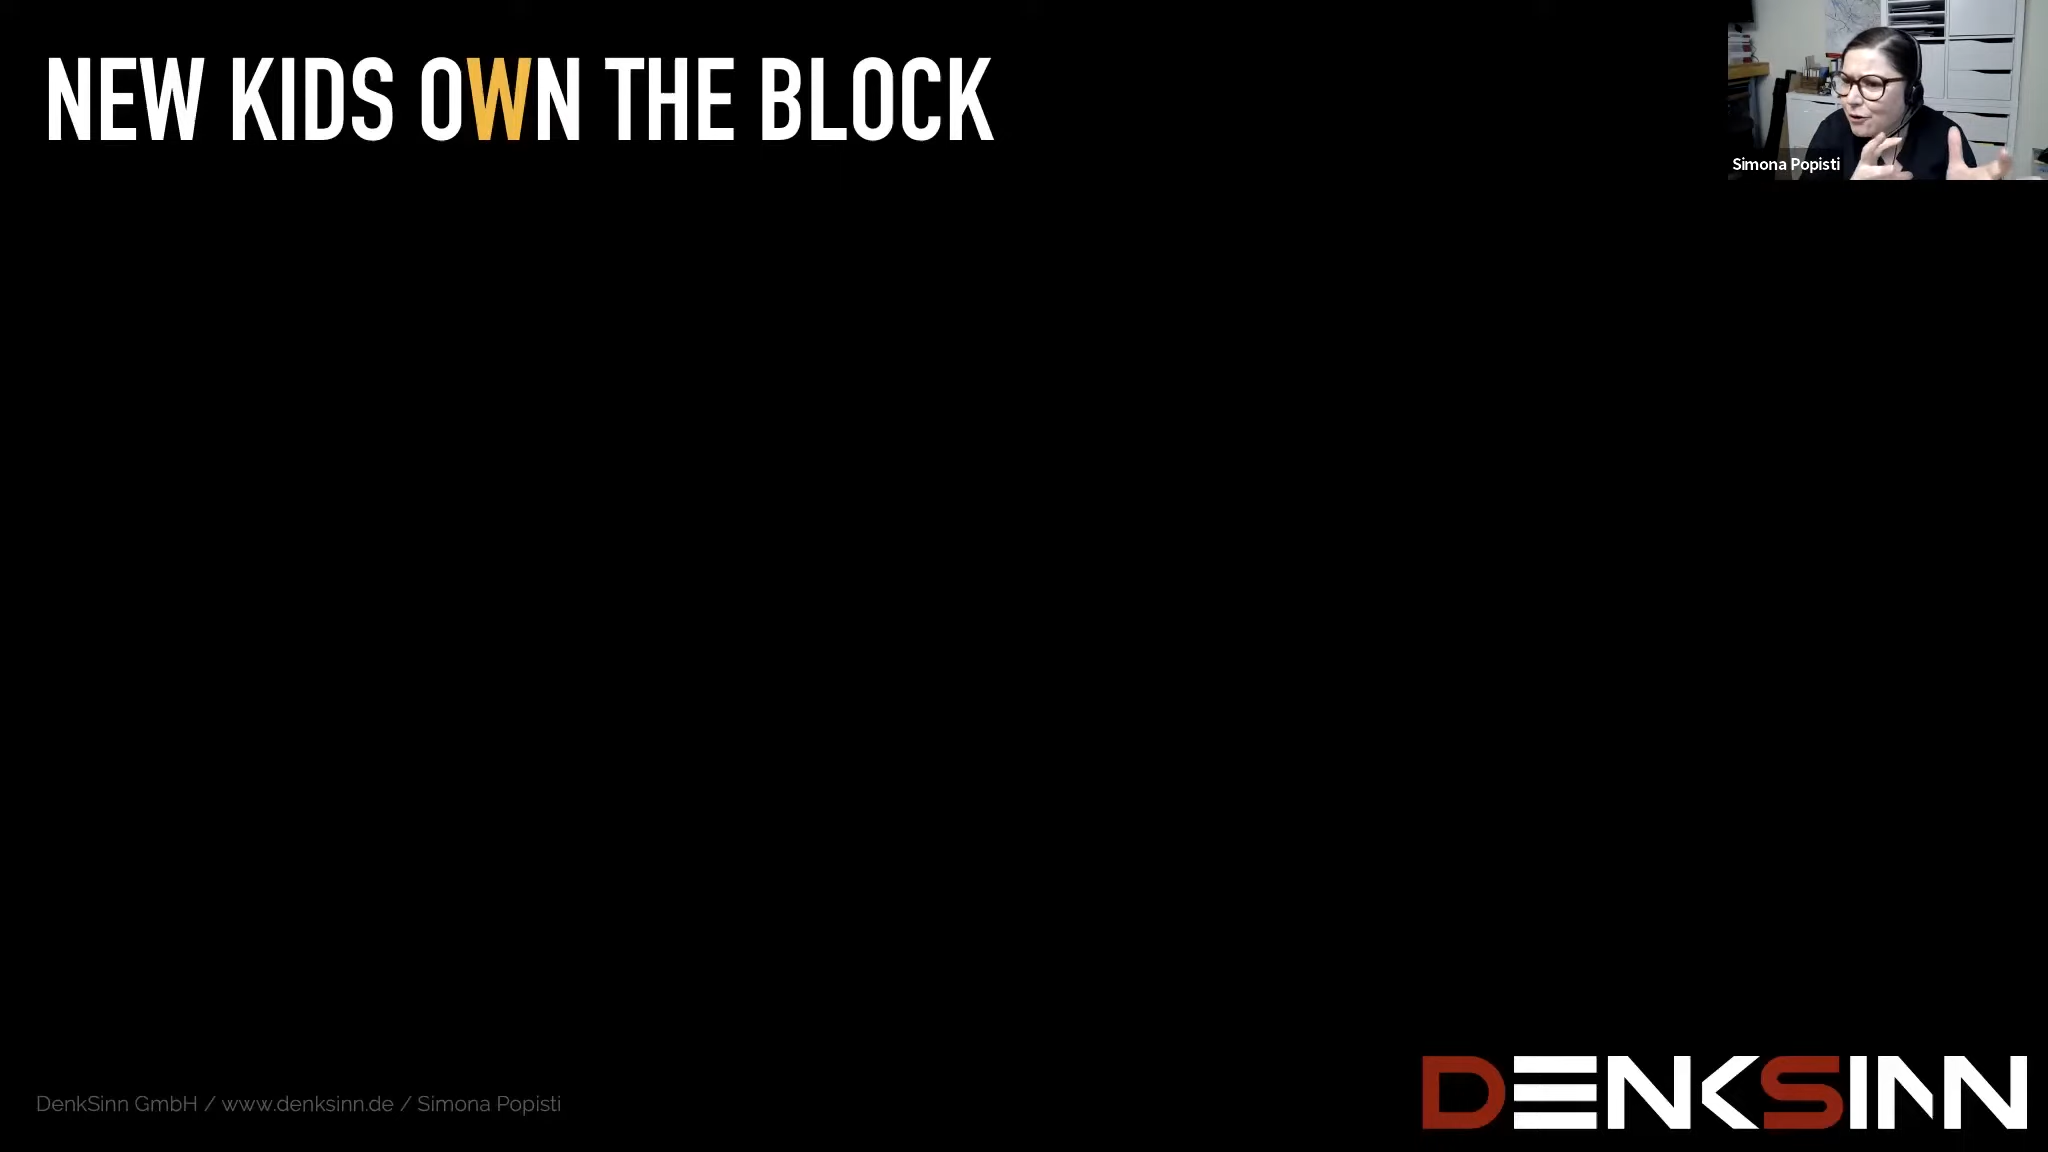 NEW KIDS OWN THE BLOCK
Simona Popisti
DenkSinn GmbH / www.denksinn.de / Simona Popisti
DENKSINN